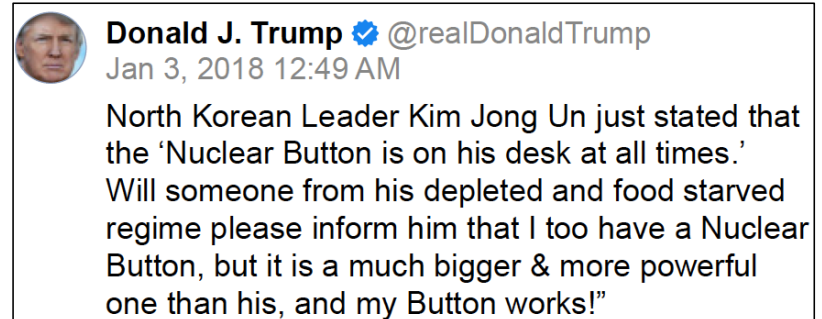 Donald J. Trump @realDonaldTrump
Jan 3, 2018 12:49 AM
North Korean Leader Kim Jong Un just stated that
the ‘Nuclear Button is on his desk at all times.’
Will someone from his depleted and food starved
regime please inform him that I too have a Nuclear
Button, but it is a much bigger & more powerful
one than his, and my Button works!”